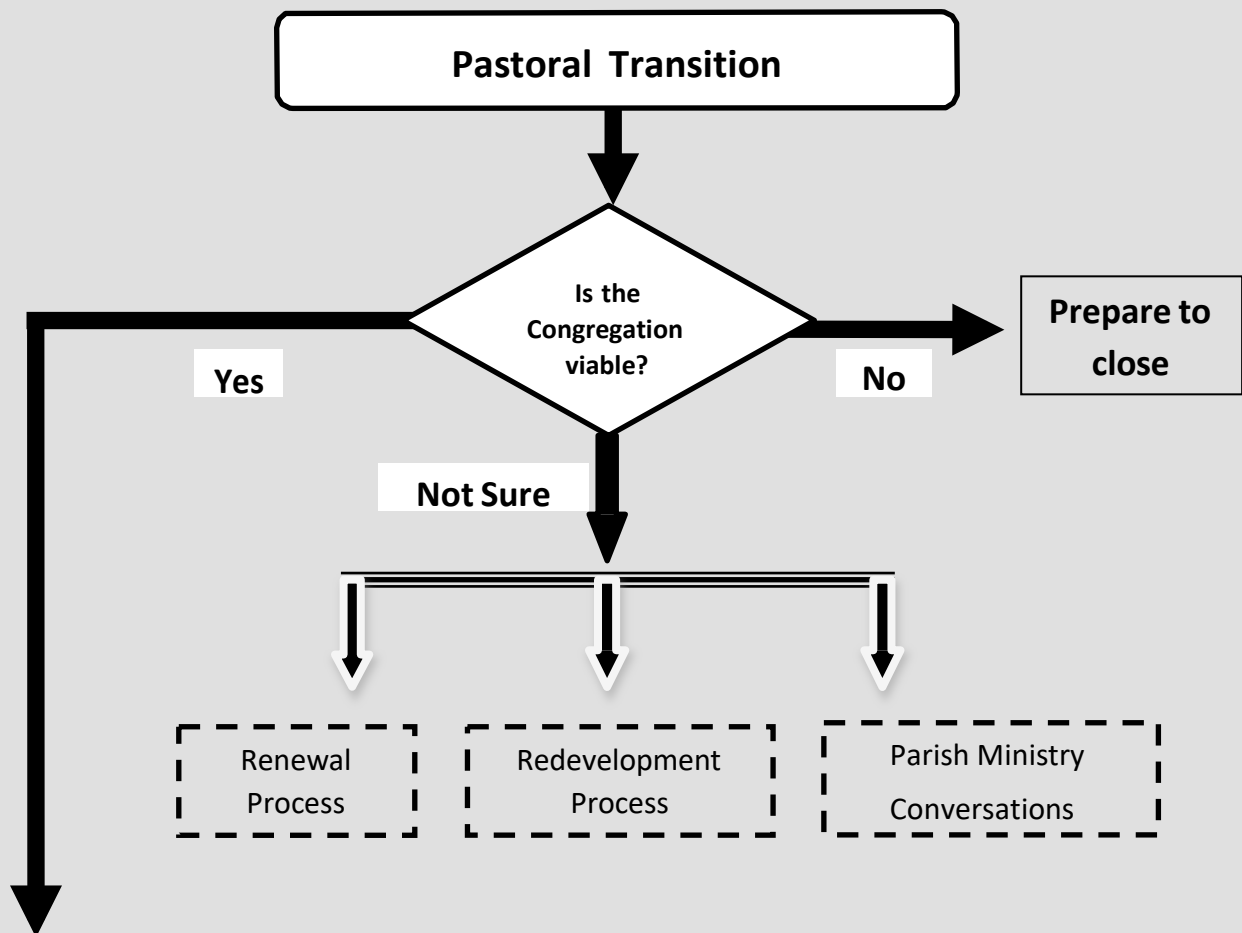 Pastoral Transition
Is the
Congregation
viable?
Prepare to
close
Yes
No
Not Sure
Renewal
Process
Redevelopment
Process
Parish Ministry
Conversations